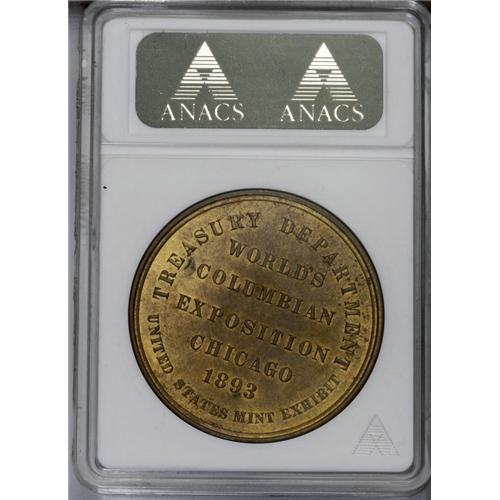 ANACS ANACS
TREASURY DEPARTMENT
WORLD'S
COLUMBIAN
EXPOSITION
CHICAGO
1893
UNITED STATES MINT EXHIBIT